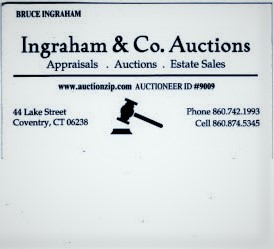 BRUCE INGRAHAM
Ingraham & Co. Auctions
Appraisals . Auctions . Estate Sales
www.auctionzip.com AUCTIONEER ID #9009
44 Lake Street
Coventry, CT 06238
Phone 860.742.1993
Cell 860.874.5345